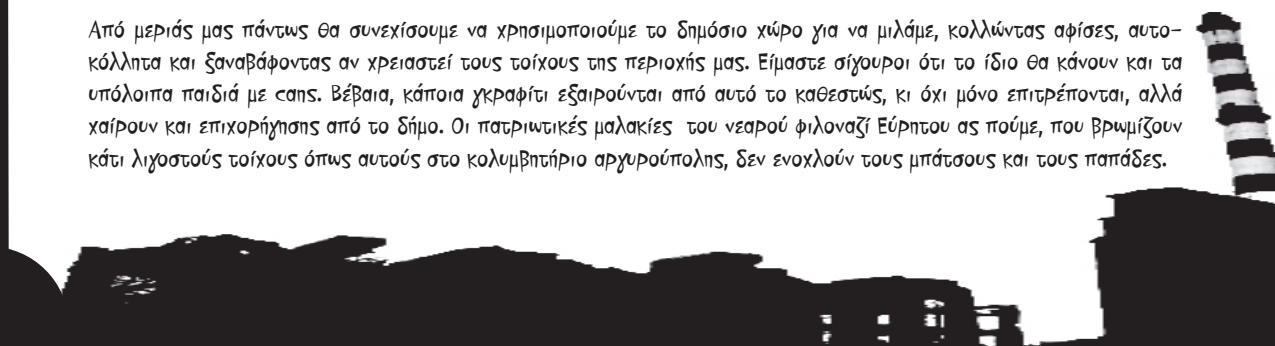 Από μεριάς μας πάντως θα συνεχίσουμε να χρησιμοποιούμε το δημόσιο χώρο για να μιλάμε, κολλώντας αφίσες, αυτο-
κόλλητα και ξαναβάφοντας αν χρειαστεί τους τοίχους της περιοχής μας. Είμαστε σίγουροι ότι το ίδιο θα κάνουν και τα
υπόλοιπα παιδιά με cans. Βέβαια, κάποια γκραφίτι εξαιρούνται από αυτό το καθεστώς, κι όχι μόνο επιτρέπονται, αλλά
χαίρουν και επιχορήγησης από το δήμο. Οι πατριωτικές μαλακίες του νεαρού φιλοναζί Εύρητου ας πούμε, που βρωμίζουν
κάτι λιγοστούς τοίχους όπως αυτούς στο κολυμβητήριο αργυρούπολης, δεν ενοχλούν τους μπάτσους και τους παπάδες.